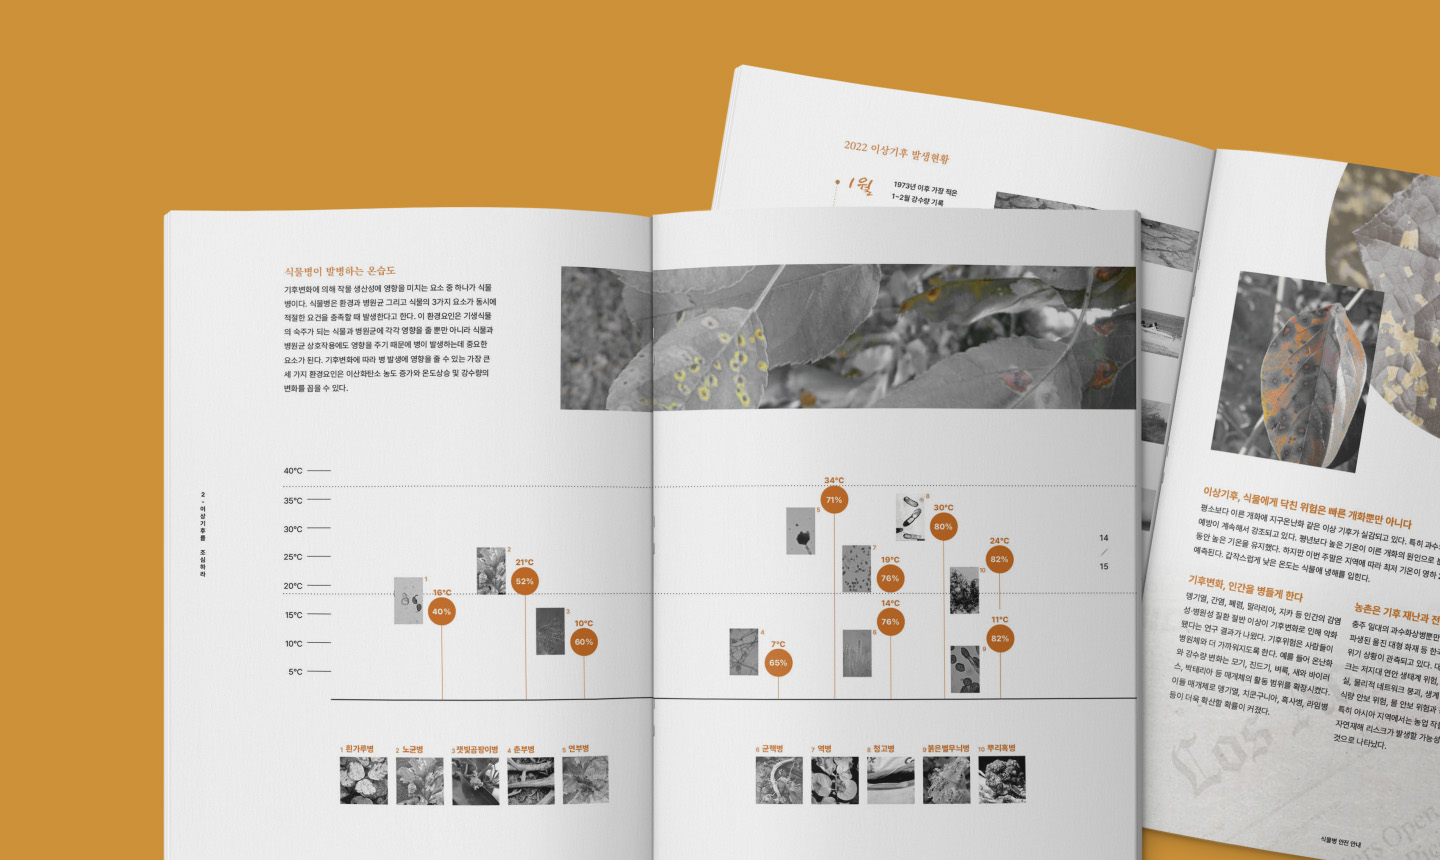 2022 이상기후 발생현황
1월
1973년 이후 가장 적은
1~2월 강수량 기록
식물병이 발병하는 온습도
기후변화에 의해 작물 생산성에 영향을 미치는 요소 중 하나가 식물
병이다. 식물병은 환경과 병원균 그리고 식물의 3가지 요소가 동시에
적절한 요건을 충족할 때 발생한다고 한다. 이 환경요인은 기생식물
의 숙주가 되는 식물과 병원균에 각각 영향을 줄 뿐만 아니라 식물과
병원균 상호작용에도 영향을 주기 때문에 병이 발생하는데 중요한
요소가 된다. 기후변화에 따라 병 발생에 영향을 줄 수 있는 가장 큰
세 가지 환경요인은 이산화탄소 농도 증가와 온도상승 및 강수량의
변화를 꼽을 수 있다.
2 - 이상기후를 조심하라
40°C
35°C
30°C
25°C
20°C
15°C
10°C
5°C
1
16°C
40%
2
21°C
52%
3
10°C
60%
4
7°C
65%
5
34°C
71%
6
14°C
76%
7
19°C
76%
8
30°C
80%
9
11°C
82%
10
24°C
82%
14
/
15
1 흰가루병 2 노균병 3 잿빛곰팡이병 4 춘부병 5 연부병
6 균핵병 7 역병 8 청고병 9 붉은별무늬병 10 뿌리혹병
이상기후, 식물에게 닥친 위험은 빠른 개화뿐만 아니다
평소보다 이른 개화에 지구온난화 같은 이상 기후가 실감되고 있다. 특히 과수
예방이 계속해서 강조되고 있다. 평년보다 높은 기온이 이른 개화의 원인으로
동안 높은 기온을 유지했다. 하지만 이번 주말은 지역에 따라 최저 기온이 영하
예측된다. 갑작스럽게 낮은 온도는 식물에 냉해를 입힌다.
기후변화, 인간을 병들게 한다
뎅기열, 간염, 폐렴, 말라리아, 지카 등 인간의 감염
성·병원성 질환 절반 이상이 기후변화로 인해 악화
됐다는 연구 결과가 나왔다. 기후위험은 사람들이
병원체와 더 가까워지도록 한다. 예를 들어 온난화
와 강수량 변화는 모기, 진드기, 벼룩, 새와 바이러
스, 박테리아 등 매개체의 활동 범위를 확장시켰다.
이들 매개체로 뎅기열, 치쿤구니아, 흑사병, 라임병
등이 더욱 확산할 확률이 커졌다.
농촌은 기후 재난과 전
충주 일대의 과수화상병뿐만
파생된 울진 대형 화재 등 한
위기 상황이 관측되고 있다. 대
크는 저지대 연안 생태계 위험,
실, 물리적 네트워크 붕괴, 생계
식량 안보 위험, 물 안보 위험과
특히 아시아 지역에서는 농업 작
자연재해 리스크가 발생할 가능성
것으로 나타났다.
Los
Open
식물병 안전 안내